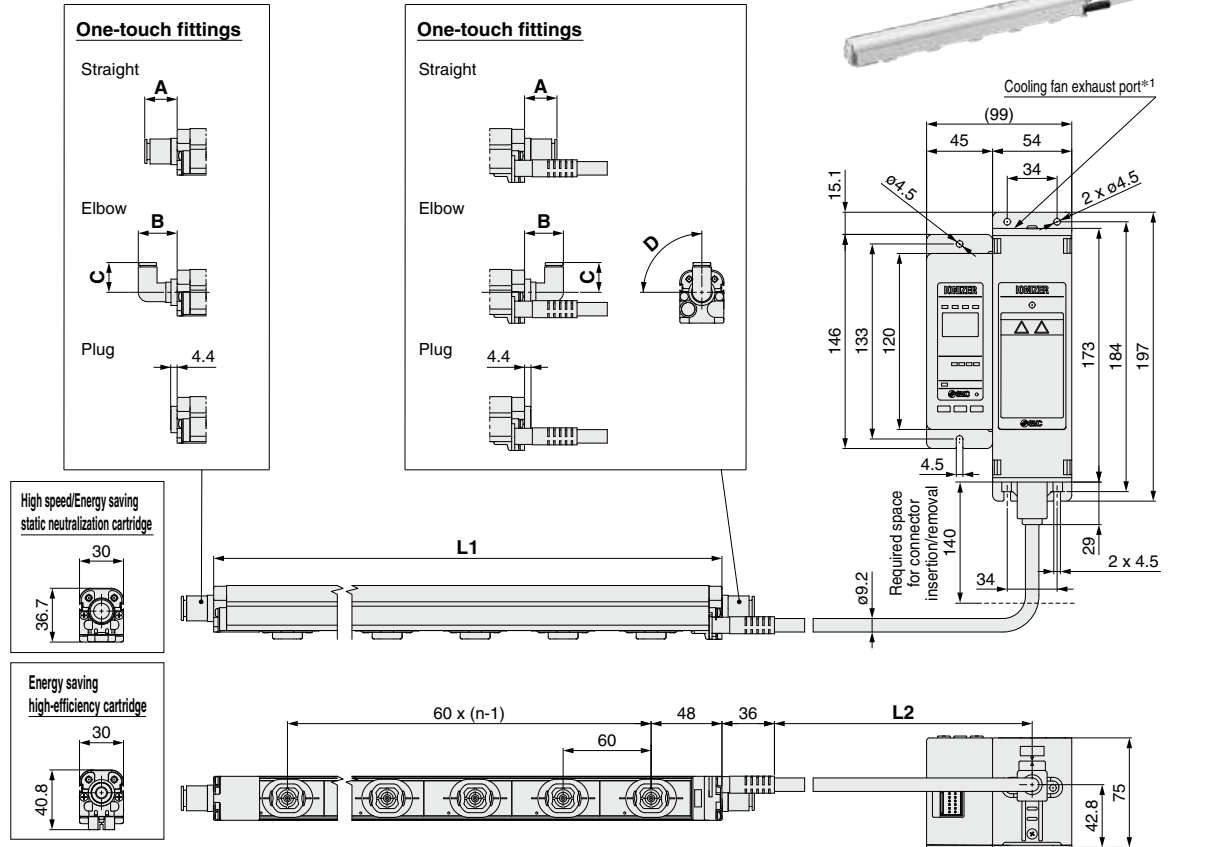 One-touch fittings
Straight
A
Elbow
B
C
Plug
4.4
One-touch fittings
Straight
A
Elbow
B
C
D
Plug
4.4
Cooling fan exhaust port*1
(99)
45
54
34
15.1
ø4.5
2 x ø4.5
146
133
120
173
184
197
IONIZER
IONIZER
SMC
SMC
4.5
Required space
for connector
insertion/removal
140
29
34
2 x 4.5
ø9.2
High speed/Energy saving
static neutralization cartridge
30
36.7
L1
Energy saving
high-efficiency cartridge
30
40.8
60 x (n-1)
48
36
L2
60
42.8
75